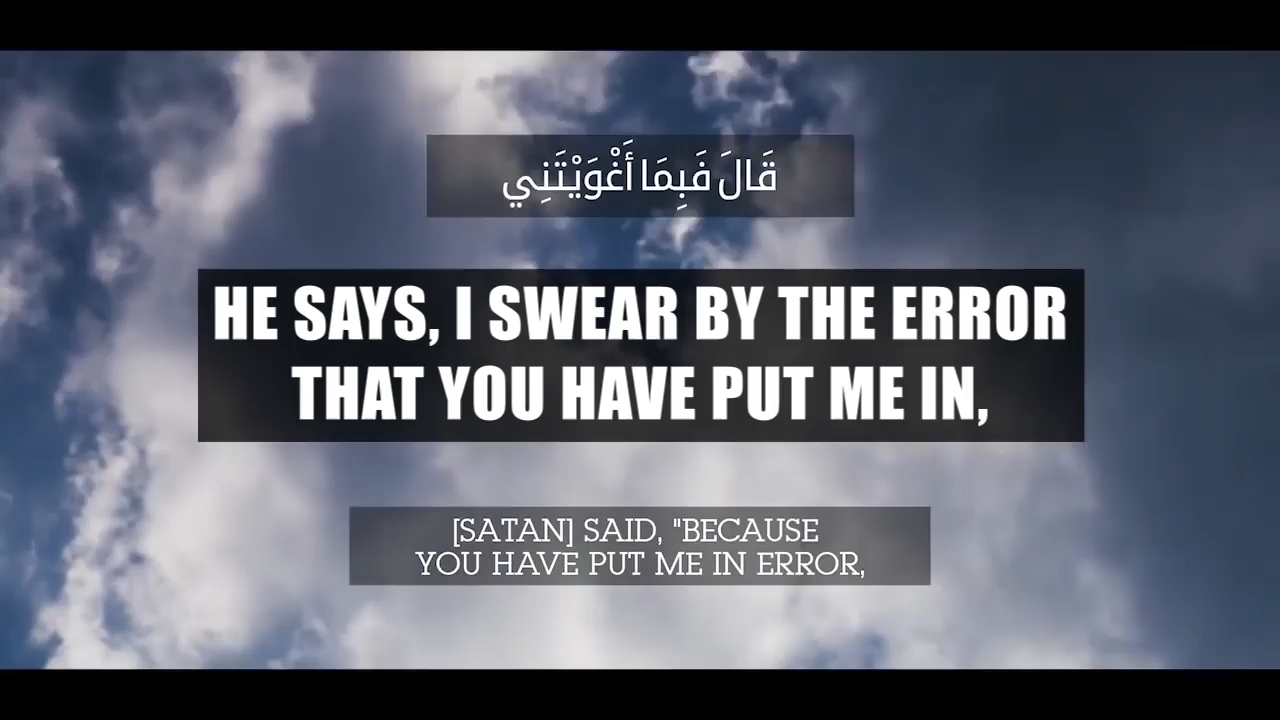 قَالَ فَبِمَا أَغْوَيْتَنِي
HE SAYS, I SWEAR BY THE ERROR
THAT YOU HAVE PUT ME IN,
[SATAN] SAID, "BECAUSE
YOU HAVE PUT ME IN ERROR,